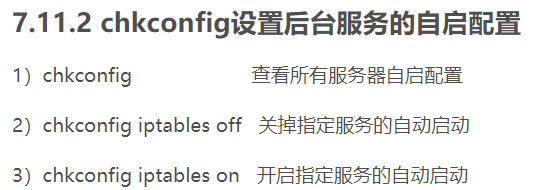 7.11.2 chkconfig设置后台服务的自启配置
1）chkconfig 查看所有服务器自启配置
2）chkconfig iptables off 关掉指定服务的自动启动
3）chkconfig iptables on 开启指定服务的自动启动